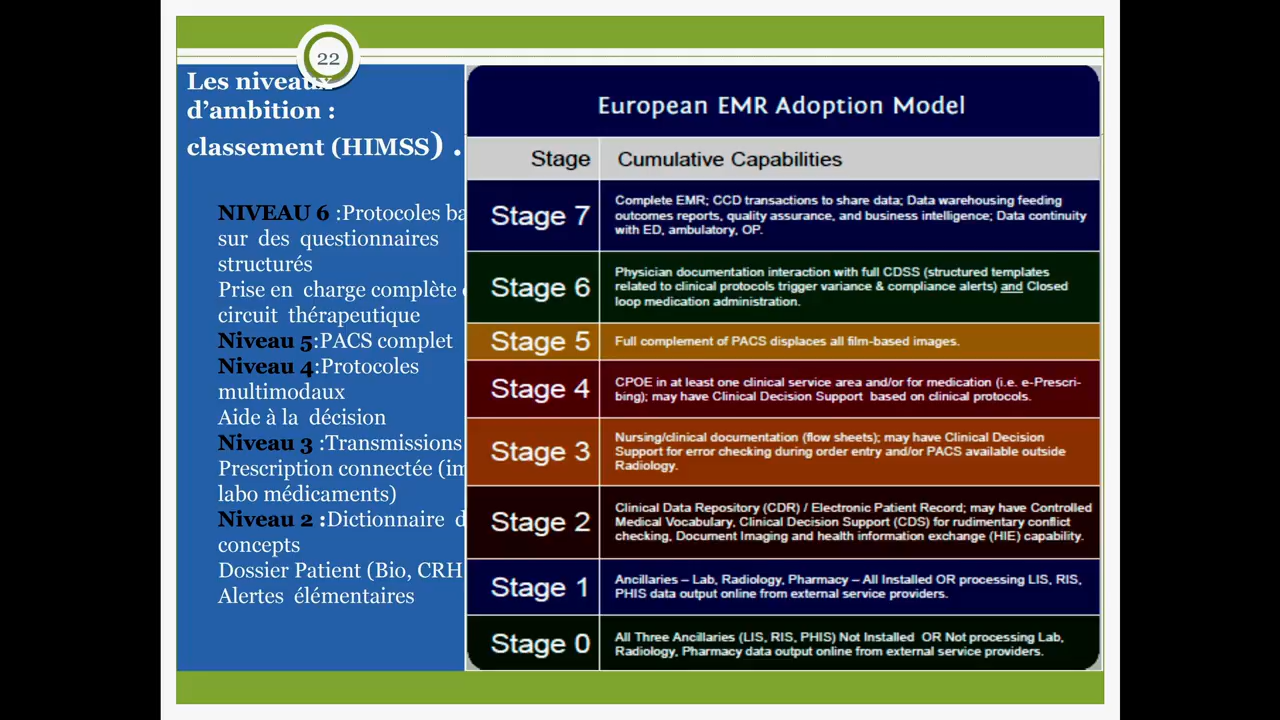 22
Les niveaux
d’ambition :
classement (HIMSS) .
NIVEAU 6 :Protocoles ba
sur des questionnaires
structurés
Prise en charge complète
circuit thérapeutique
Niveau 5:PACS complet
Niveau 4:Protocoles
multimodaux
Aide à la décision
Niveau 3 :Transmissions
Prescription connectée (im
labo médicaments)
Niveau 2 :Dictionnaire d
concepts
Dossier Patient (Bio, CRH
Alertes élémentaires
European EMR Adoption Model
Stage Cumulative Capabilities
Stage 7
Complete EMR; CCD transactions to share data; Data warehousing feeding
outcomes reports, quality assurance, and business intelligence; Data continuity
with ED, ambulatory, OP.
Stage 6
Physician documentation interaction with full CDSS (structured templates
related to clinical protocols trigger variance & compliance alerts) and Closed
loop medication administration.
Stage 5
Full complement of PACS displaces all film-based images.
Stage 4
CPOE in at least one clinical service area and/or for medication (i.e. e-Prescri-
bing); may have Clinical Decision Support based on clinical protocols.
Stage 3
Nursing/clinical documentation (flow sheets); may have Clinical Decision
Support for error checking during order entry and/or PACS available outside
Radiology.
Stage 2
Clinical Data Repository (CDR) / Electronic Patient Record; may have Controlled
Medical Vocabulary, Clinical Decision Support (CDS) for rudimentary conflict
checking, Document Imaging and health information exchange (HIE) capability.
Stage 1
Ancillaries – Lab, Radiology, Pharmacy – All Installed OR processing LIS, RIS,
PHIS data output online from external service providers.
Stage 0
All Three Ancillaries (LIS, RIS, PHIS) Not Installed OR Not processing Lab,
Radiology, Pharmacy data output online from external service providers.